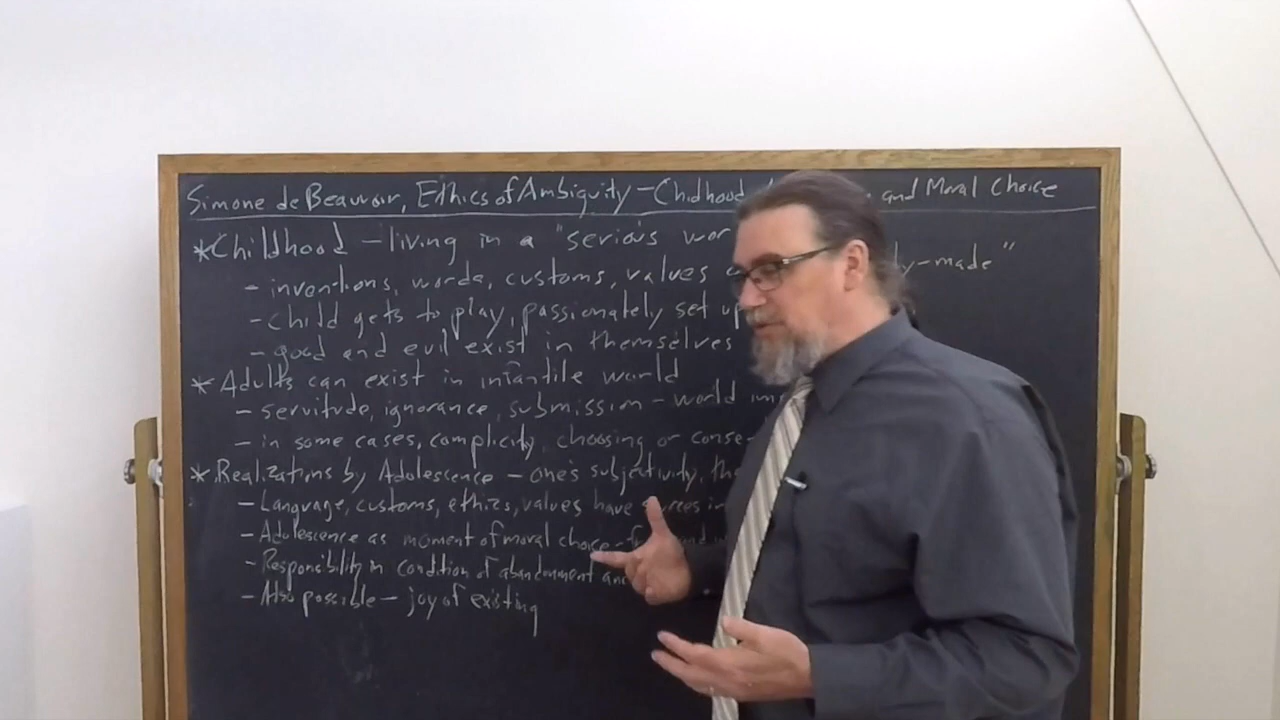 Simone de Beauvoir, Ethics of Ambiguity - Chidhood, and Moral Choice
*Childhood - living in a "serious wor
- inventions, words, customs, values y-made"
- Child gets to play, passionately set up
- good and evil exist in themselves
* Adults can exist in infantile world
- servitude, ignorance, submission - world im
- in some cases, complicity, choosing or conse-
* Realizations by Adolescence - one's subjectivity, the
- Language, customs, ethics, values have in
- Adolescence as moment of moral choice -
- Responsibility in condition of abandonment and
- Also possible - joy of existing